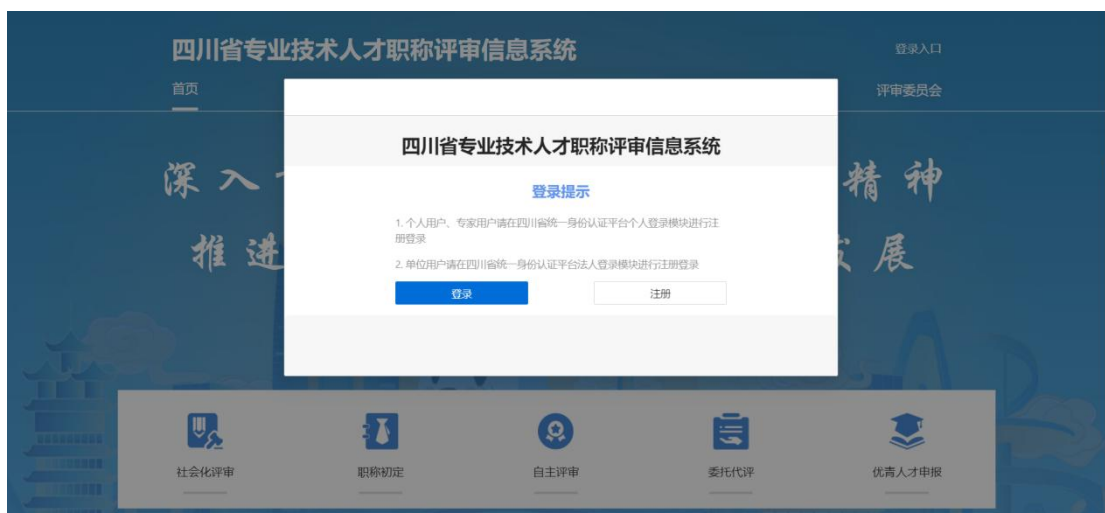 四川省专业技术人才职称评审信息系统
登录入口
首页
评审委员会
四川省专业技术人才职称评审信息系统
深入
精神
登录提示
1. 个人用户、专家用户请在四川省统一身份认证平台个人登录模块进行注
册登录
推进
发展
2. 单位用户请在四川省统一身份认证平台法人登录模块进行注册登录
登录
注册
社会化评审
职称初定
自主评审
委托代评
优青人才申报